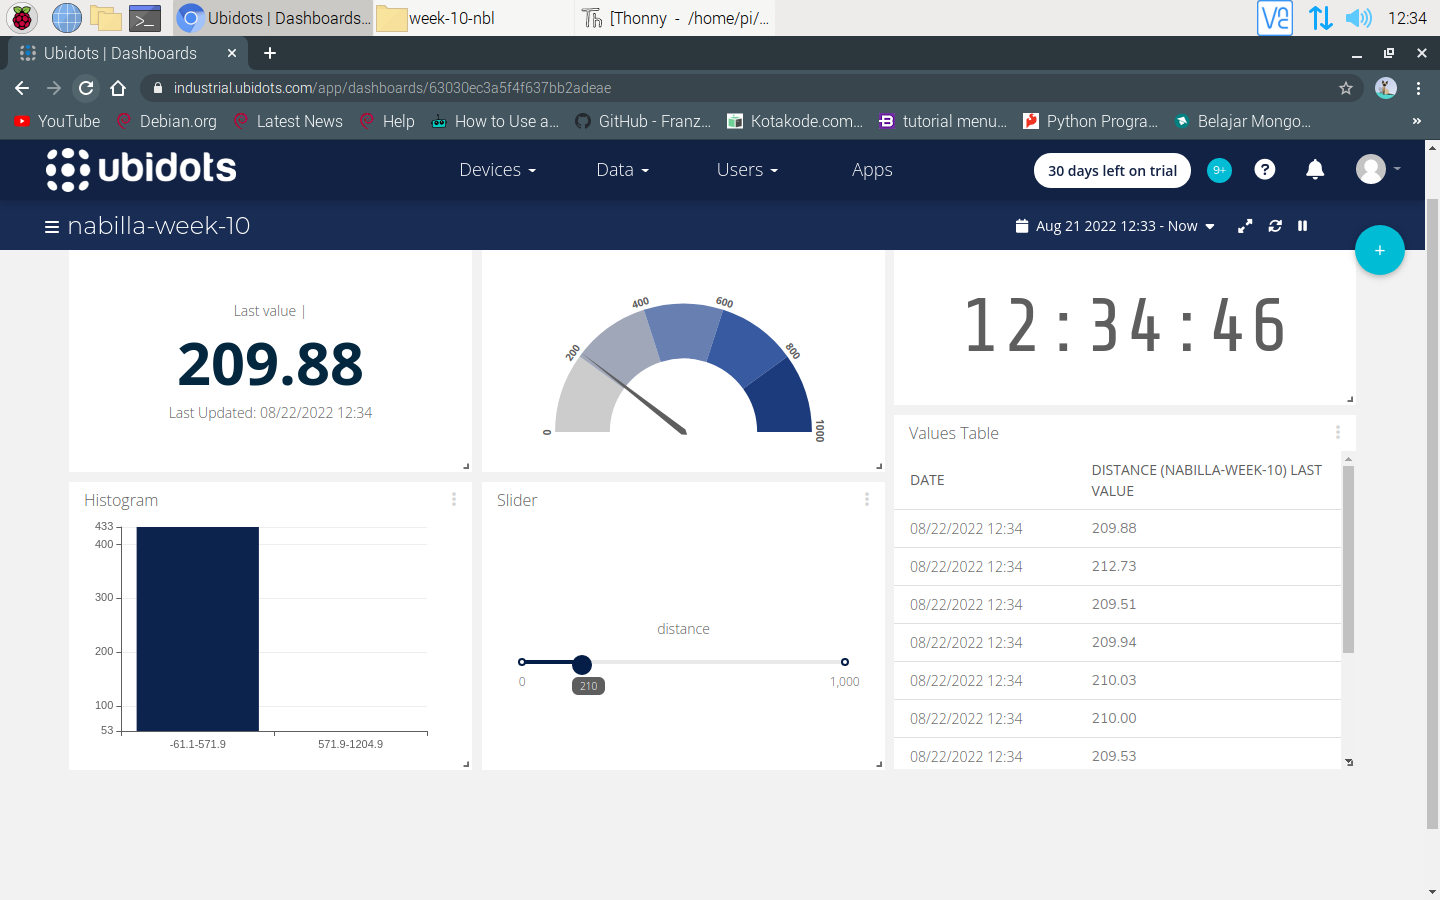 Ubidots | Dashboards...
week-10-nbl
[Thonny  -  /home/pi/...
12:34
Ubidots | Dashboards
industrial.ubidots.com/app/dashboards/63030ec3a5f4f637bb2adeae
YouTube
Debian.org
Latest News
Help
How to Use a...
GitHub - Franz...
Kotakode.com...
tutorial menu...
Python Progra...
Belajar Mongo...
»
ubidots
Devices
Data
Users
Apps
30 days left on trial
9+
nabilla-week-10
Aug 21 2022 12:33 - Now
Last value |
209.88
Last Updated: 08/22/2022 12:34
0
200
400
600
800
1000
12:34:46
Histogram
433
400
300
200
100
53
-61.1-571.9
571.9-1204.9
Slider
distance
0
1,000
210
Values Table
DATE
DISTANCE (NABILLA-WEEK-10) LAST
VALUE
08/22/2022 12:34 209.88
08/22/2022 12:34 212.73
08/22/2022 12:34 209.51
08/22/2022 12:34 209.94
08/22/2022 12:34 210.03
08/22/2022 12:34 210.00
08/22/2022 12:34 209.53